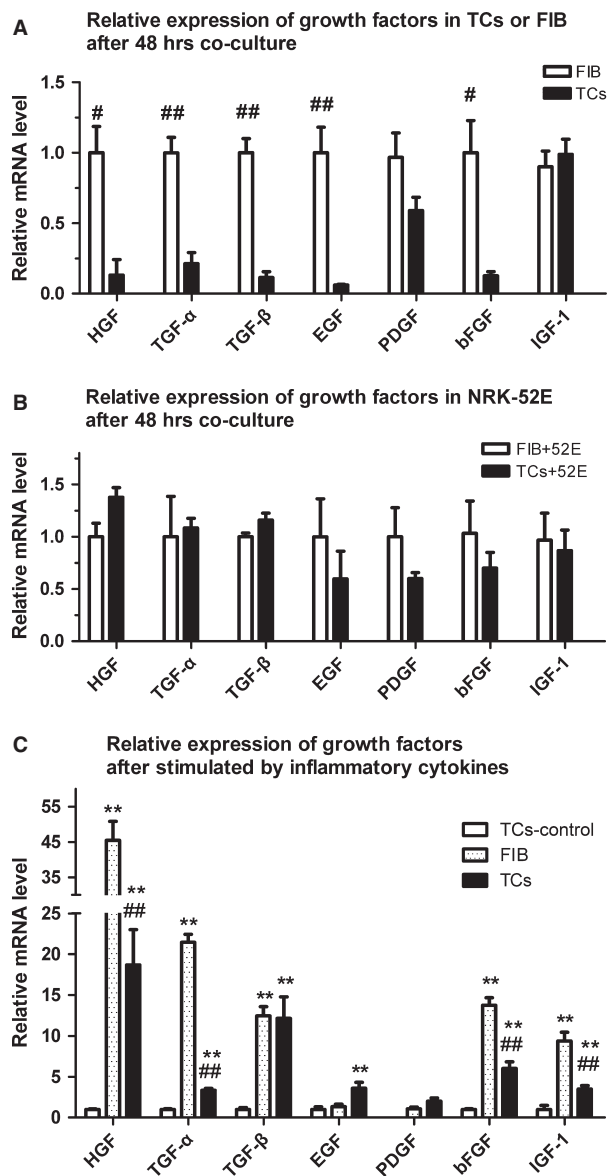 A
Relative expression of growth factors in TCs or FIB
after 48 hrs co-culture
FIB
TCs
Relative mRNA level
1.5
1.0
0.5
0.0
# ## ## ## #
HGF TGF-α TGF-β EGF PDGF bFGF IGF-1
B
Relative expression of growth factors in NRK-52E
after 48 hrs co-culture
FIB+52E
TCs+52E
Relative mRNA level
1.5
1.0
0.5
0.0
HGF TGF-α TGF-β EGF PDGF bFGF IGF-1
C
Relative expression of growth factors
after stimulated by inflammatory cytokines
TCs-control
FIB
TCs
Relative mRNA level
55
45
35
25
20
15
10
5
0
**
**
##
**
**
##
**
**
**
**
**
##
**
**
##
HGF TGF-α TGF-β EGF PDGF bFGF IGF-1